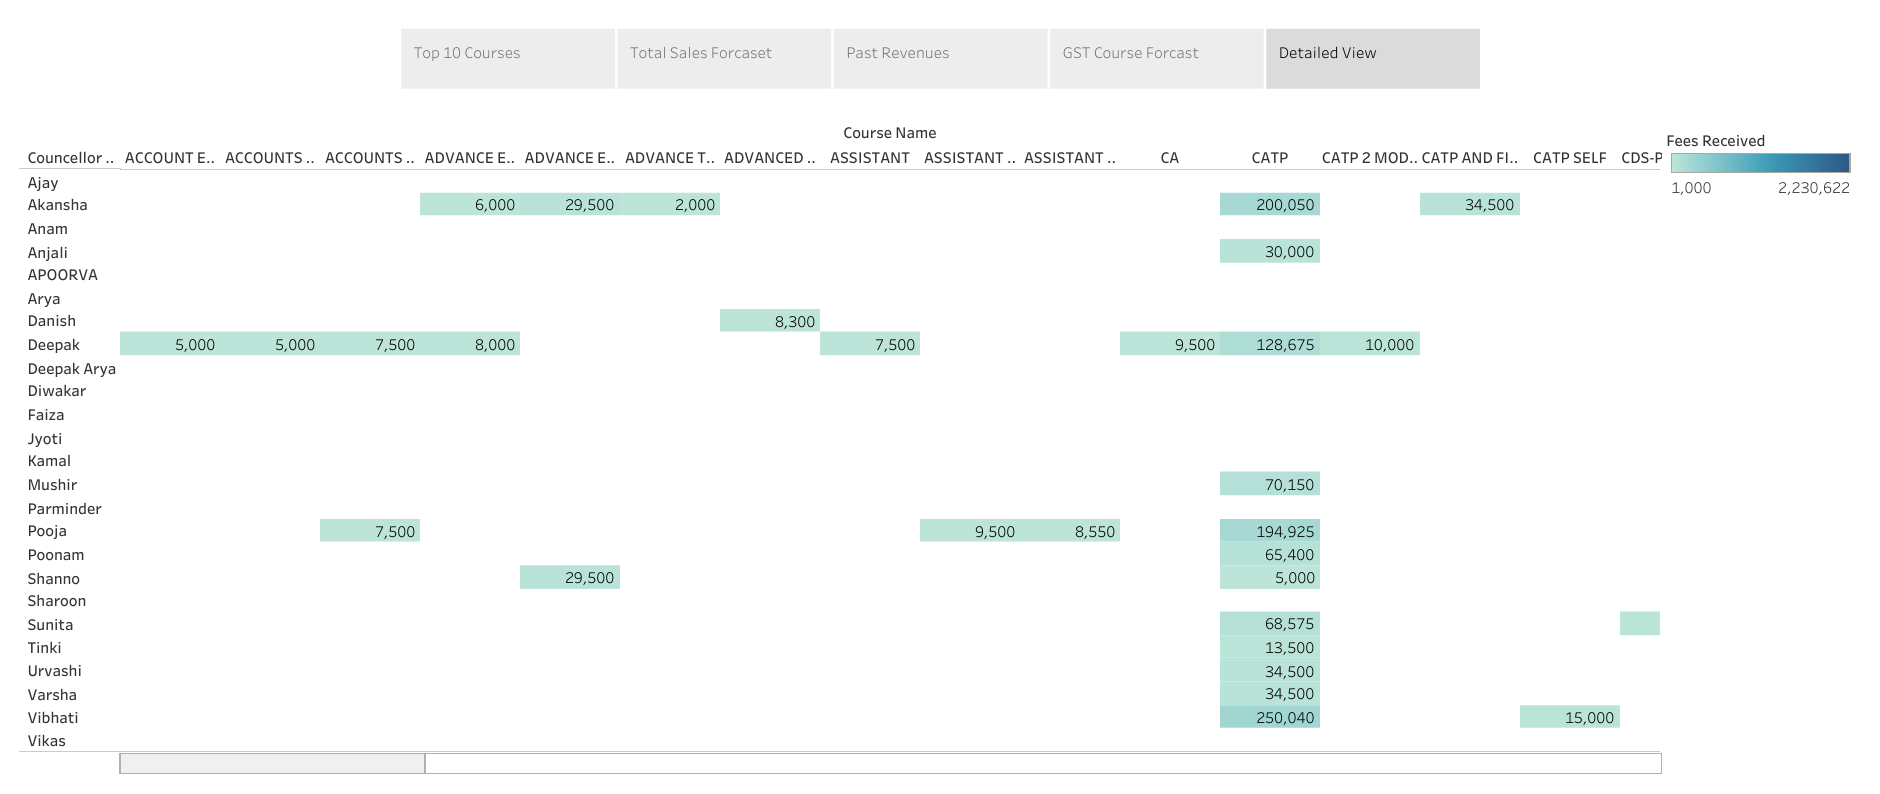 Top 10 Courses Total Sales Forcaset Past Revenues GST Course Forcast Detailed View
Course Name
Fees Received
Councellor .. ACCOUNT E.. ACCOUNTS .. ACCOUNTS .. ADVANCE E.. ADVANCE E.. ADVANCE T.. ADVANCED .. ASSISTANT ASSISTANT .. ASSISTANT .. CA CATP CATP 2 MOD.. CATP AND FI.. CATP SELF CDS-P
1,000 2,230,622
Ajay
Akansha 6,000 29,500 2,000 200,050 34,500
Anam
Anjali 30,000
APOORVA
Arya
Danish 8,300
Deepak 5,000 5,000 7,500 8,000 7,500 9,500 128,675 10,000
Deepak Arya
Diwakar
Faiza
Jyoti
Kamal
Mushir 70,150
Parminder
Pooja 7,500 9,500 8,550 194,925
Poonam 65,400
Shanno 29,500 5,000
Sharoon
Sunita 68,575
Tinki 13,500
Urvashi 34,500
Varsha 34,500
Vibhati 250,040 15,000
Vikas